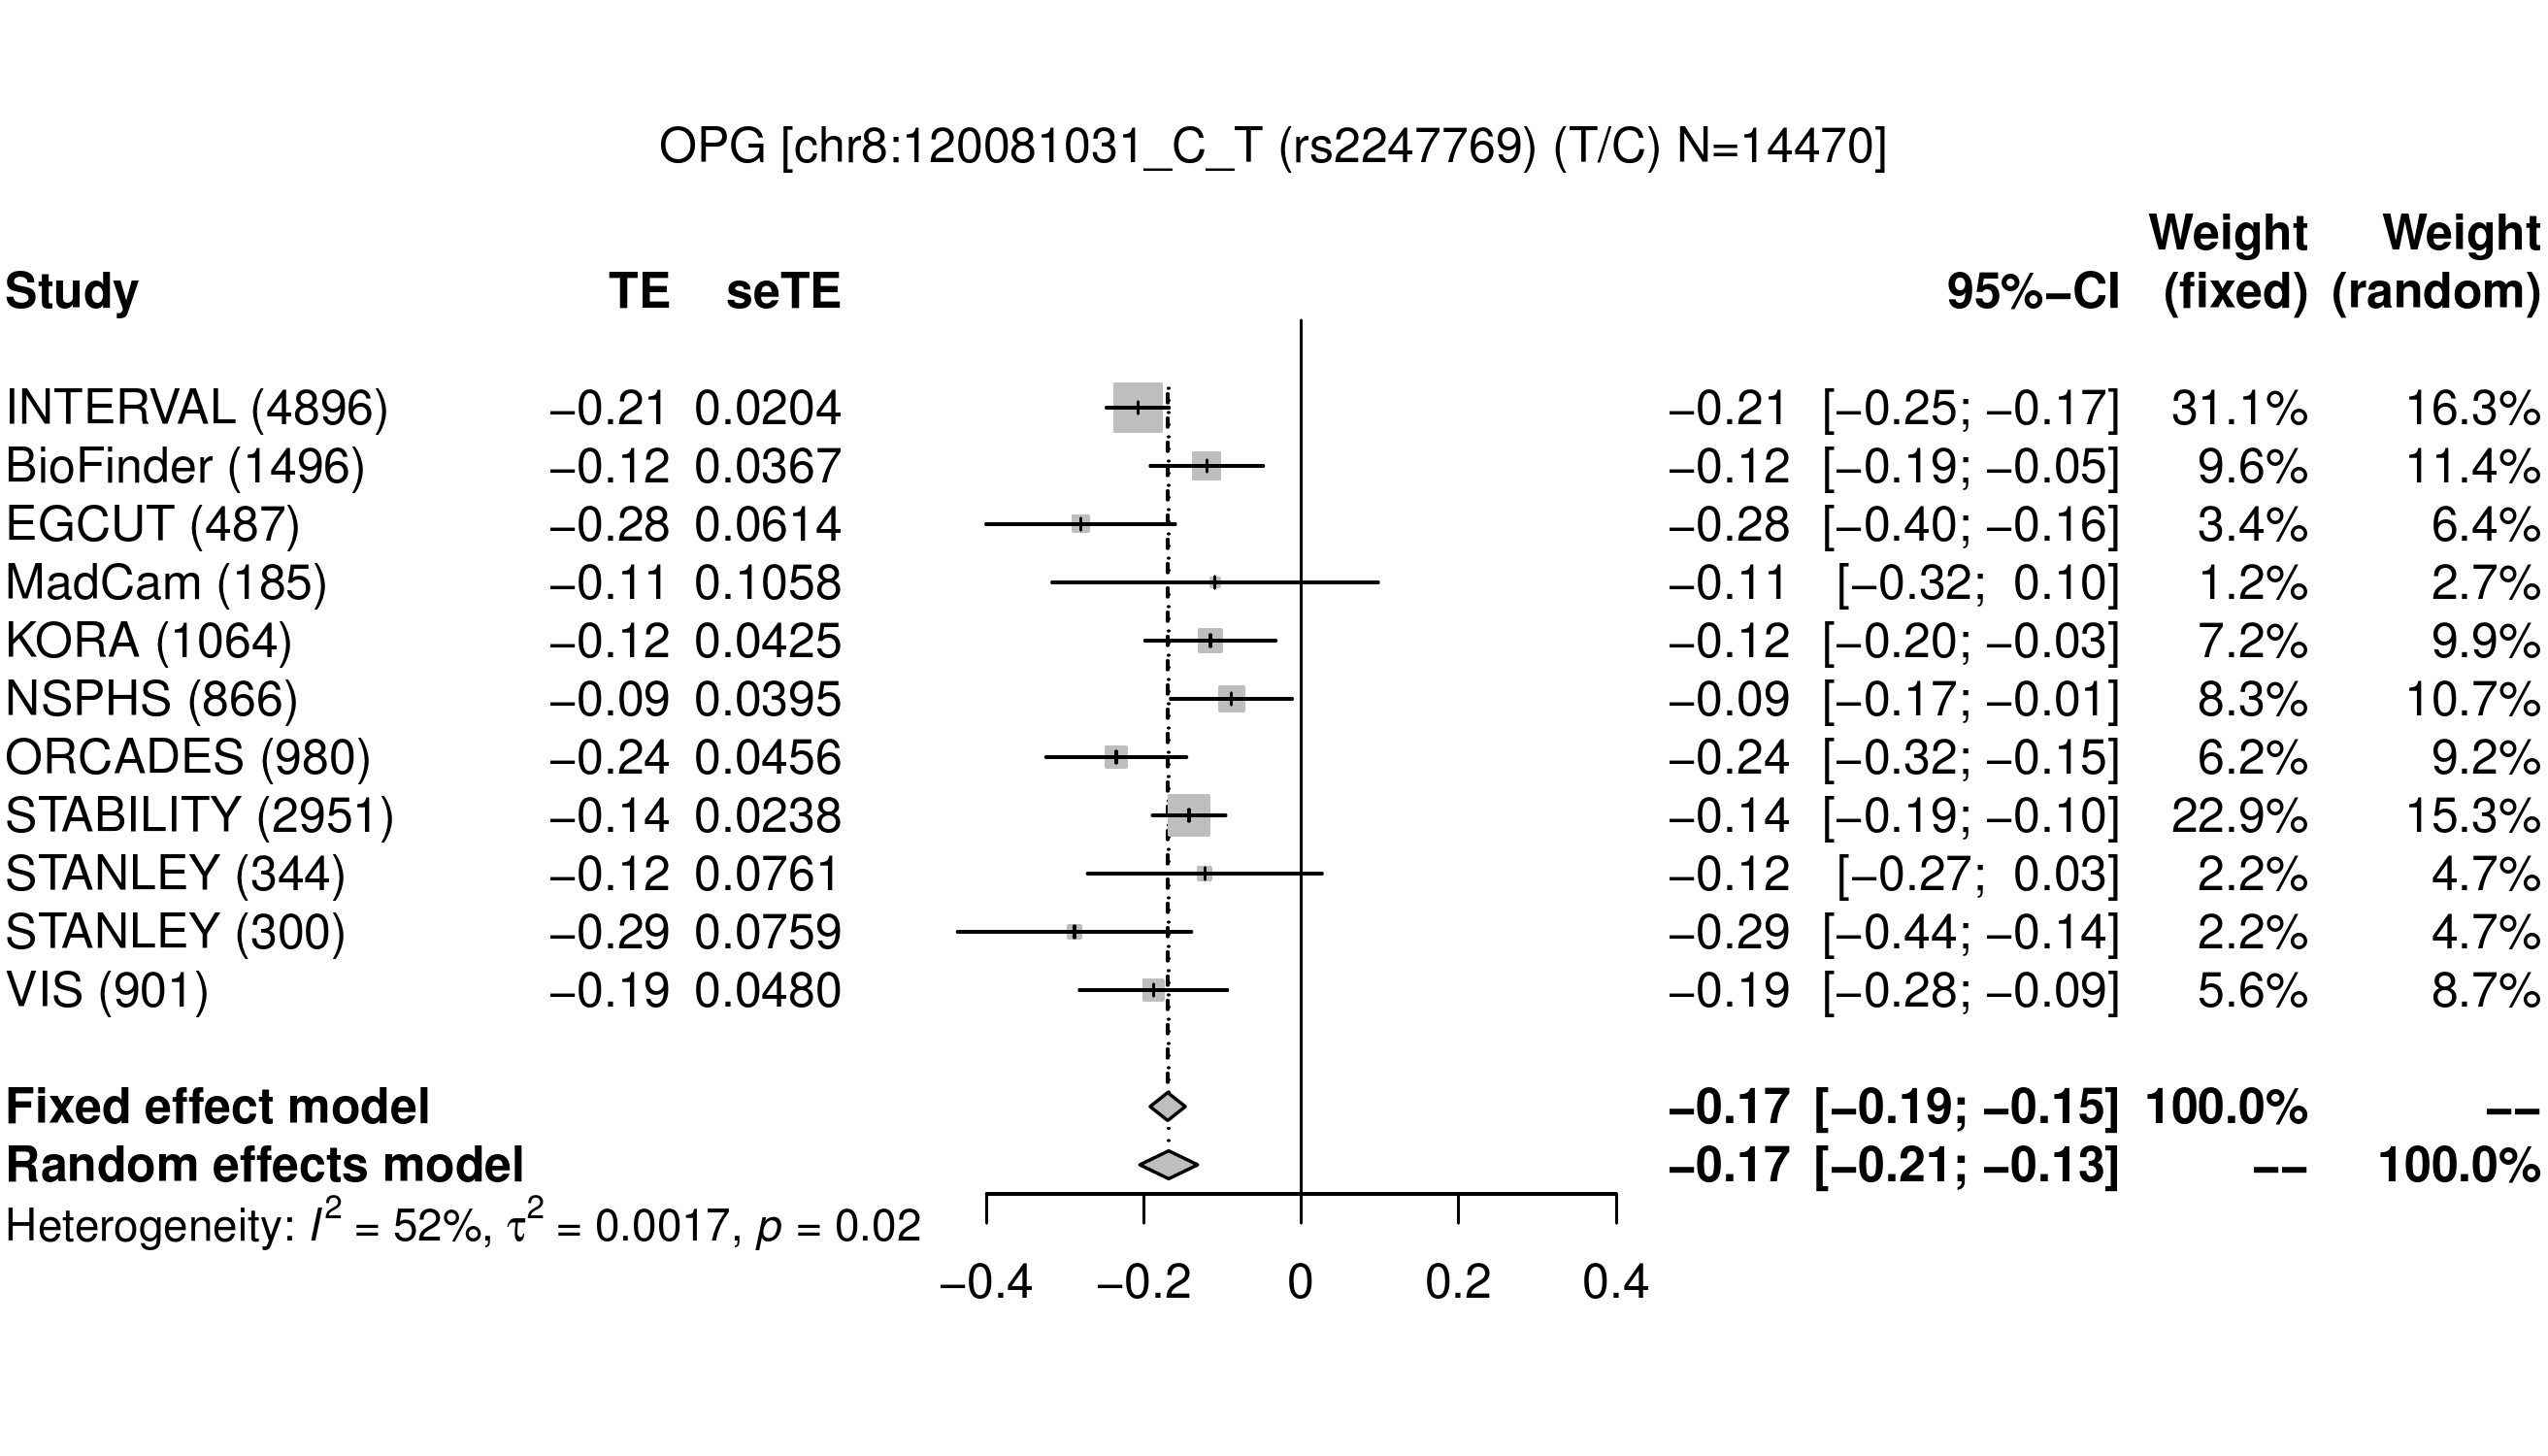 OPG [chr8:120081031_C_T (rs2247769) (T/C) N=14470]
Weight Weight
Study TE seTE 95%−CI (fixed) (random)
INTERVAL (4896) −0.21 0.0204 −0.21 [−0.25; −0.17] 31.1% 16.3%
BioFinder (1496) −0.12 0.0367 −0.12 [−0.19; −0.05] 9.6% 11.4%
EGCUT (487) −0.28 0.0614 −0.28 [−0.40; −0.16] 3.4% 6.4%
MadCam (185) −0.11 0.1058 −0.11 [−0.32; 0.10] 1.2% 2.7%
KORA (1064) −0.12 0.0425 −0.12 [−0.20; −0.03] 7.2% 9.9%
NSPHS (866) −0.09 0.0395 −0.09 [−0.17; −0.01] 8.3% 10.7%
ORCADES (980) −0.24 0.0456 −0.24 [−0.32; −0.15] 6.2% 9.2%
STABILITY (2951) −0.14 0.0238 −0.14 [−0.19; −0.10] 22.9% 15.3%
STANLEY (344) −0.12 0.0761 −0.12 [−0.27; 0.03] 2.2% 4.7%
STANLEY (300) −0.29 0.0759 −0.29 [−0.44; −0.14] 2.2% 4.7%
VIS (901) −0.19 0.0480 −0.19 [−0.28; −0.09] 5.6% 8.7%
Fixed effect model −0.17 [−0.19; −0.15] 100.0% −−
Random effects model −0.17 [−0.21; −0.13] −− 100.0%
Heterogeneity: I² = 52%, τ² = 0.0017, p = 0.02
−0.4 −0.2 0 0.2 0.4